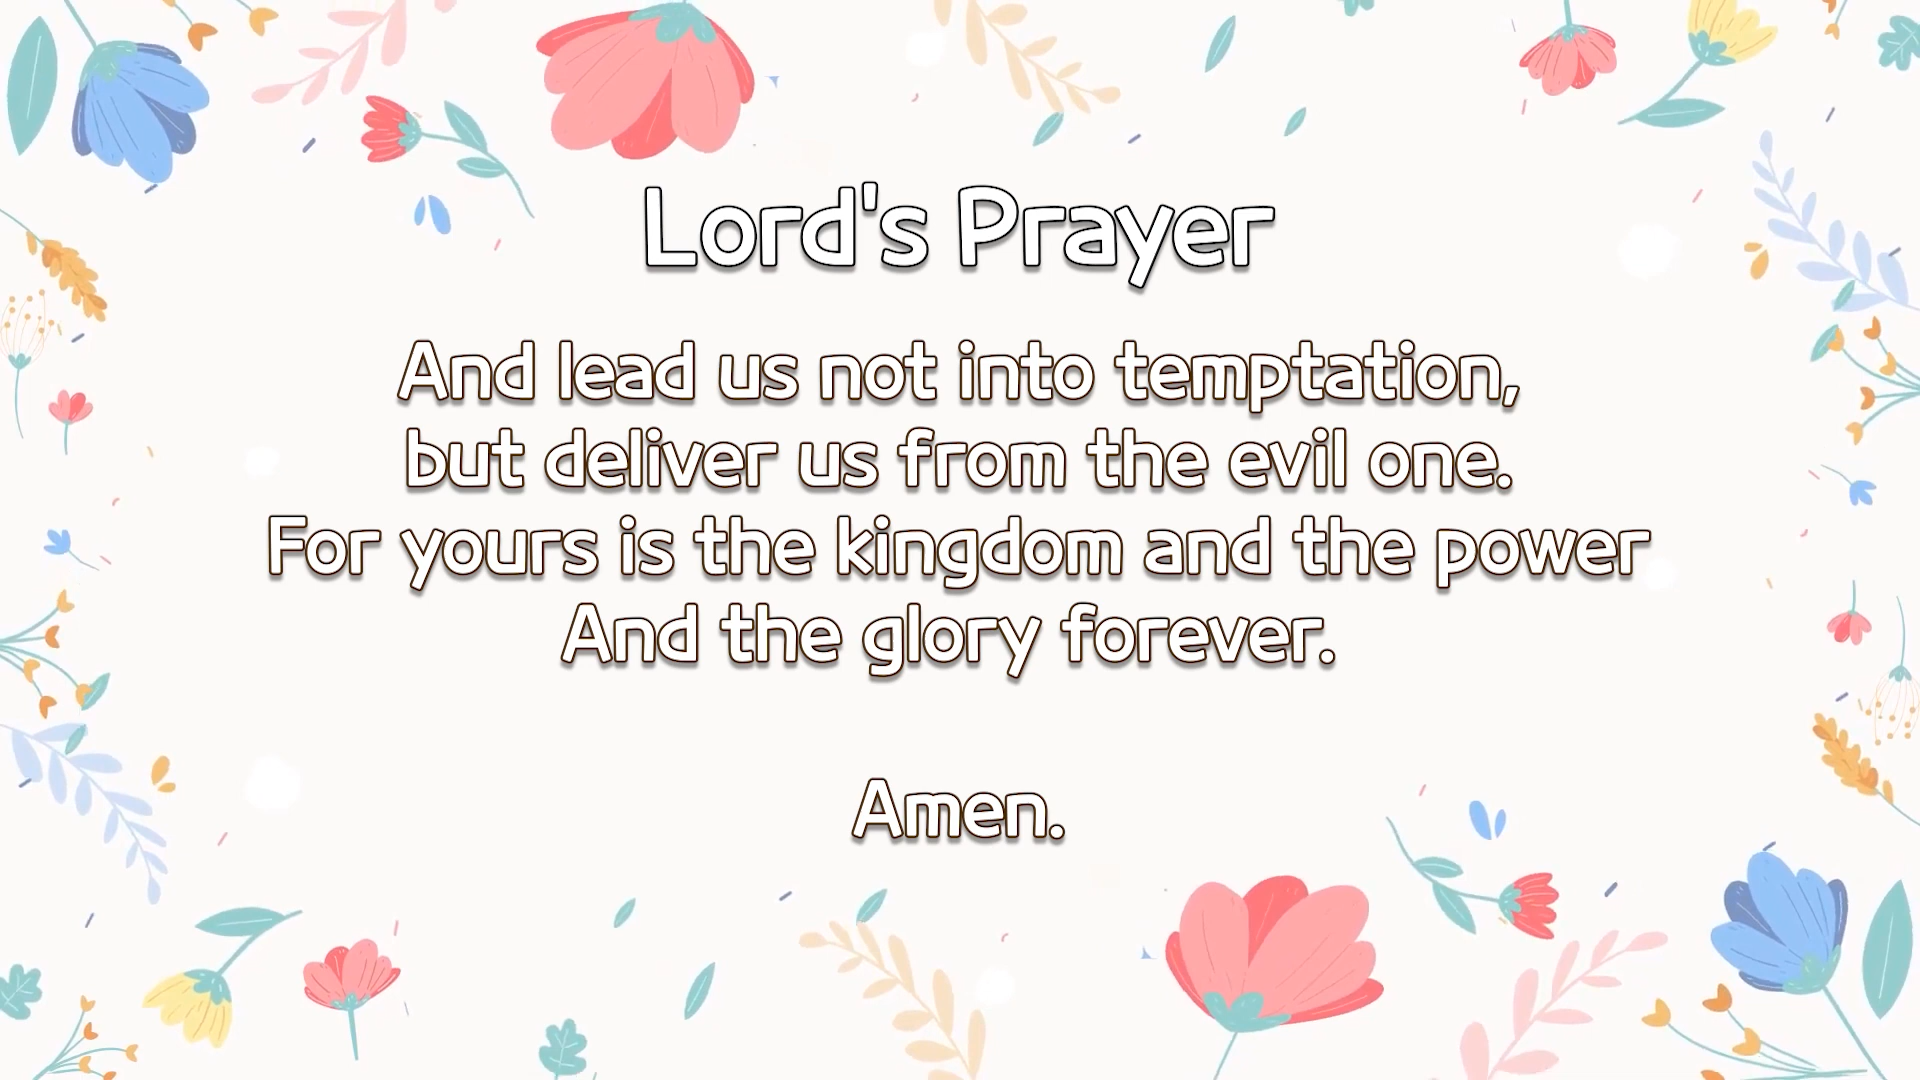 Lord's Prayer
And lead us not into temptation,
but deliver us from the evil one.
For yours is the kingdom and the power
And the glory forever.
Amen.